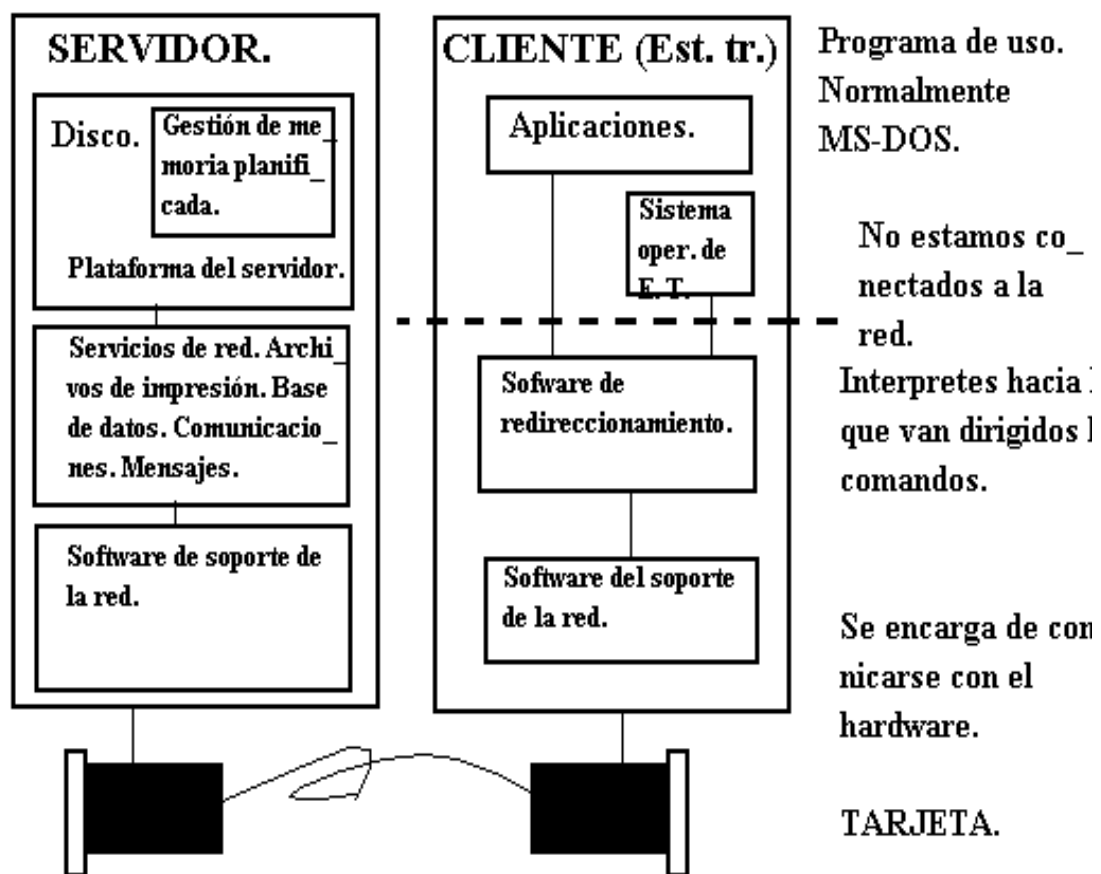 SERVIDOR.
Disco.
Gestión de me_
moria planifi_
cada.
Plataforma del servidor.
Servicios de red. Archi_
vos de impresión. Base
de datos. Comunicacio_
nes. Mensajes.
Software de soporte de
la red.
CLIENTE (Est. tr.)
Aplicaciones.
Sistema
oper. de
E. T.
Sofware de
redireccionamiento.
Software del soporte
de la red.
Programa de uso.
Normalmente
MS-DOS.
No estamos co_
nectados a la
red.
Interpretes hacia
que van dirigidos
comandos.
Se encarga de
nicarse con el
hardware.
TARJETA.